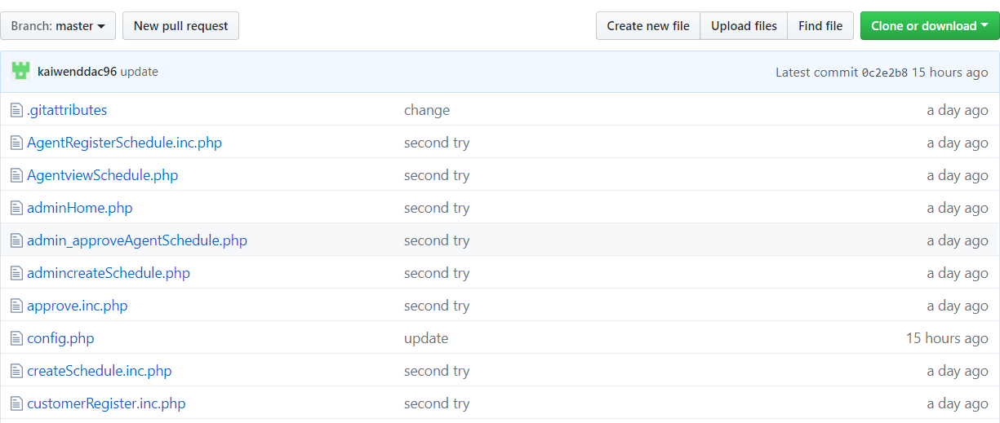 Branch: master New pull request Create new file Upload files Find file Clone or download
kaiwenddac96 update Latest commit 0c2e2b8 15 hours ago
.gitattributes change a day ago
AgentRegisterSchedule.inc.php second try a day ago
AgentviewSchedule.php second try a day ago
adminHome.php second try a day ago
admin_approveAgentSchedule.php second try a day ago
admincreateSchedule.php second try a day ago
approve.inc.php second try a day ago
config.php update 15 hours ago
createSchedule.inc.php second try a day ago
customerRegister.inc.php second try a day ago